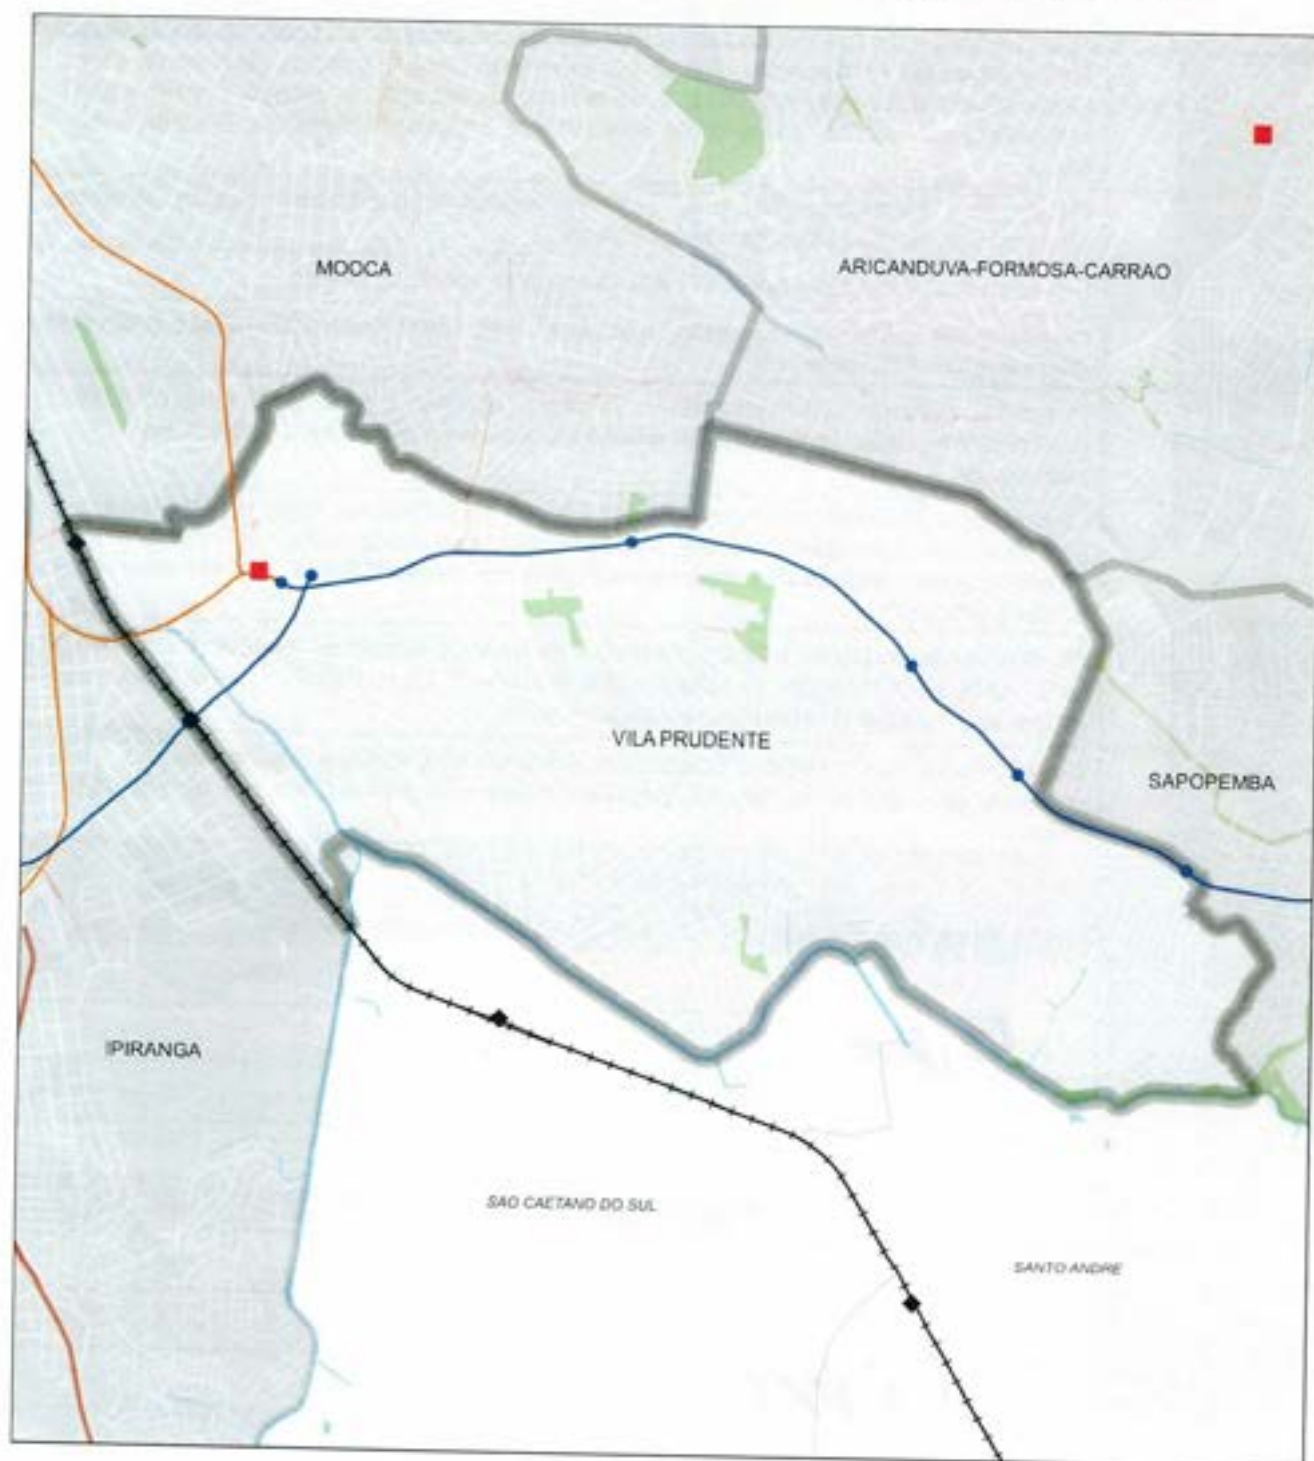 MOOCA
ARICANDUVA-FORMOSA-CARRAO
VILA PRUDENTE
SAPOPEMBA
IPIRANGA
SAO CAETANO DO SUL
SANTO ANDRE